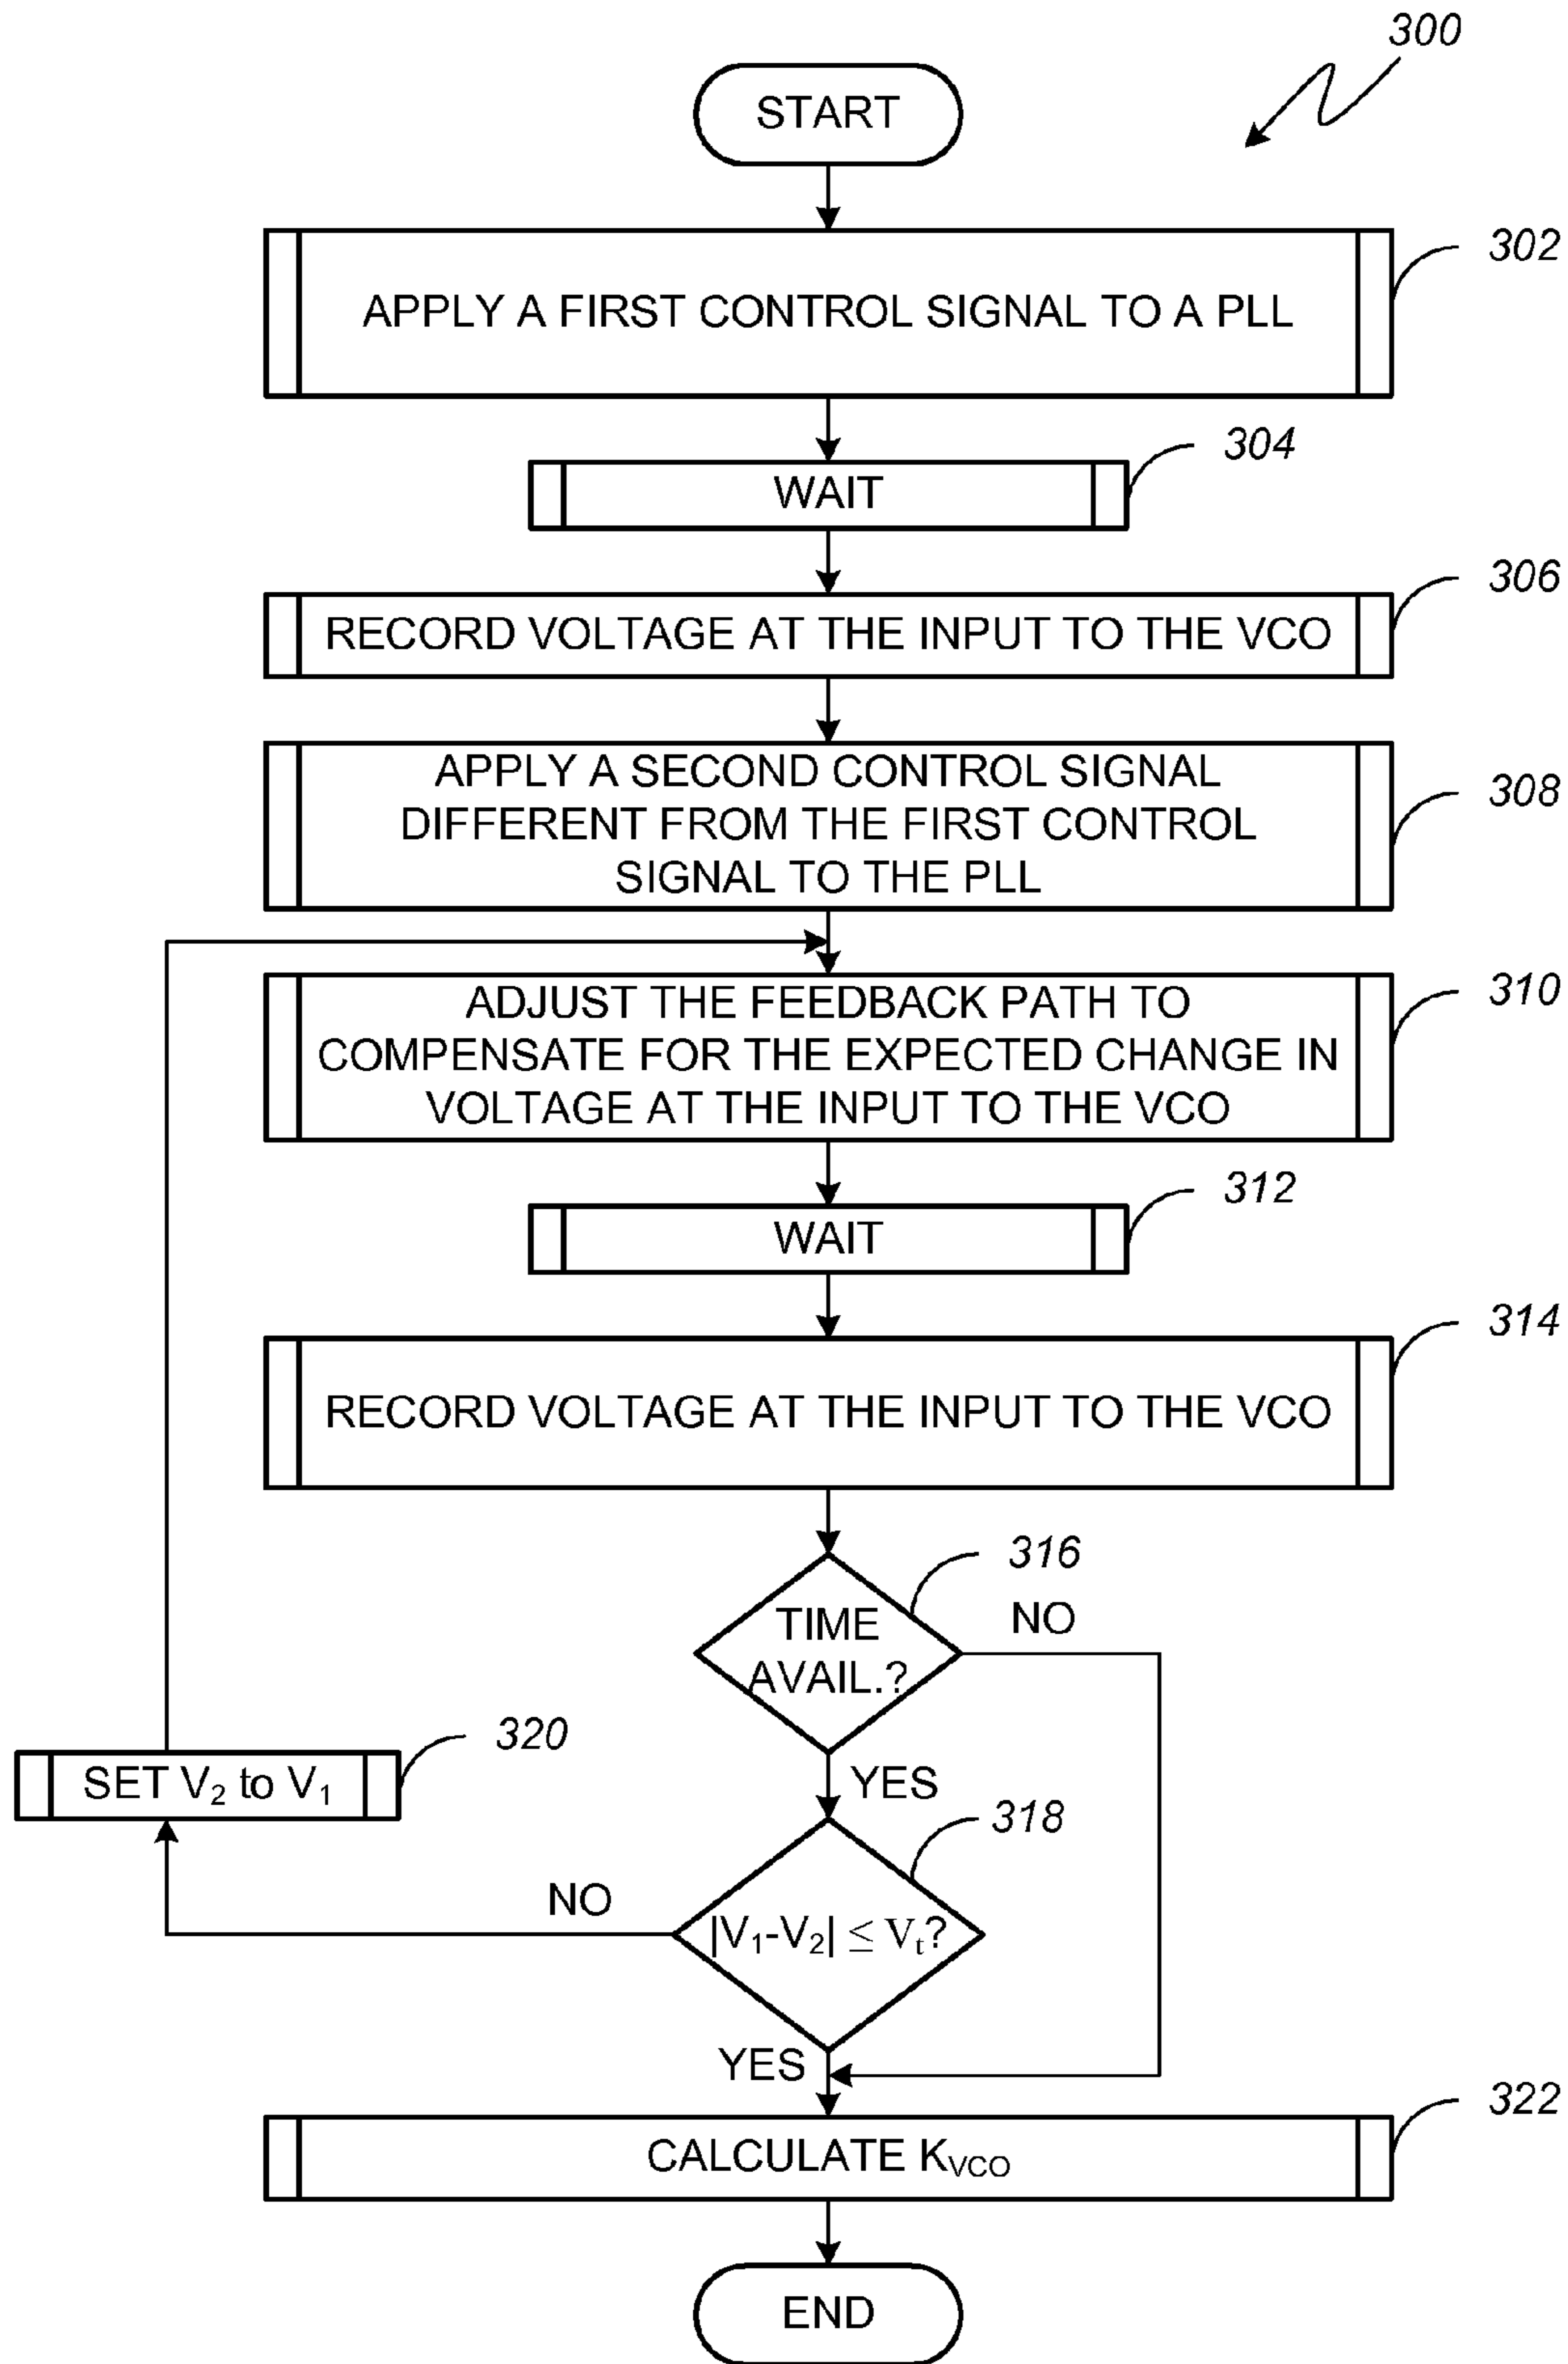 300
START
302
APPLY A FIRST CONTROL SIGNAL TO A PLL
304
WAIT
306
RECORD VOLTAGE AT THE INPUT TO THE VCO
308
APPLY A SECOND CONTROL SIGNAL
DIFFERENT FROM THE FIRST CONTROL
SIGNAL TO THE PLL
310
ADJUST THE FEEDBACK PATH TO
COMPENSATE FOR THE EXPECTED CHANGE IN
VOLTAGE AT THE INPUT TO THE VCO
312
WAIT
314
RECORD VOLTAGE AT THE INPUT TO THE VCO
316
TIME
AVAIL.?
NO
YES
320
SET V₂ to V₁
318
|V₁-V₂| ≤ Vₜ?
NO
YES
322
CALCULATE K_VCO
END